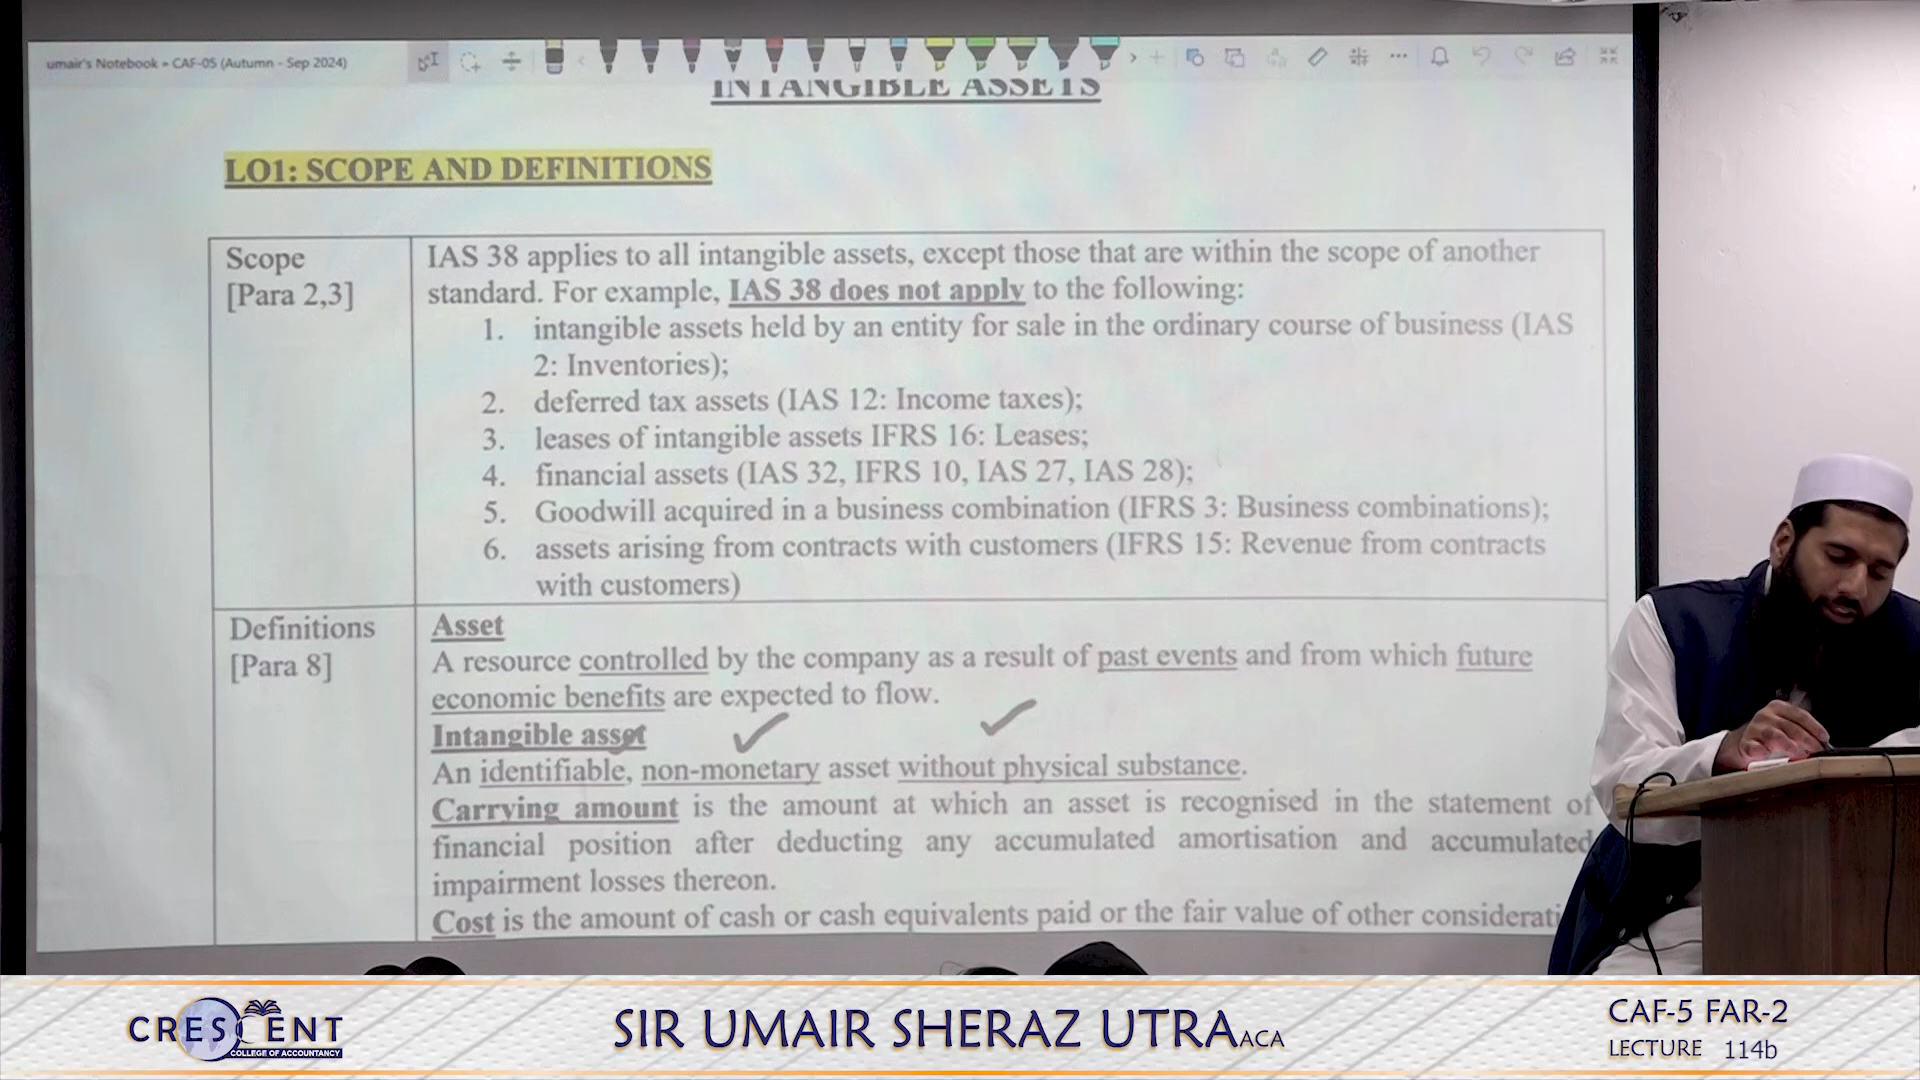 umair's Notebook » CAF-05 (Autumn - Sep 2024)
INTANGIBLE ASSETS
LO1: SCOPE AND DEFINITIONS
Scope
[Para 2,3]
IAS 38 applies to all intangible assets, except those that are within the scope of another
standard. For example, IAS 38 does not apply to the following:
1. intangible assets held by an entity for sale in the ordinary course of business (IAS
2: Inventories);
2. deferred tax assets (IAS 12: Income taxes);
3. leases of intangible assets IFRS 16: Leases;
4. financial assets (IAS 32, IFRS 10, IAS 27, IAS 28);
5. Goodwill acquired in a business combination (IFRS 3: Business combinations);
6. assets arising from contracts with customers (IFRS 15: Revenue from contracts
with customers)
Definitions
[Para 8]
Asset
A resource controlled by the company as a result of past events and from which future
economic benefits are expected to flow.
Intangible asset
An identifiable, non-monetary asset without physical substance.
Carrying amount is the amount at which an asset is recognised in the statement of
financial position after deducting any accumulated amortisation and accumulated
impairment losses thereon.
Cost is the amount of cash or cash equivalents paid or the fair value of other considerati
CRESCENT
COLLEGE OF ACCOUNTANCY
SIR UMAIR SHERAZ UTRA ACA
CAF-5 FAR-2
LECTURE 114b